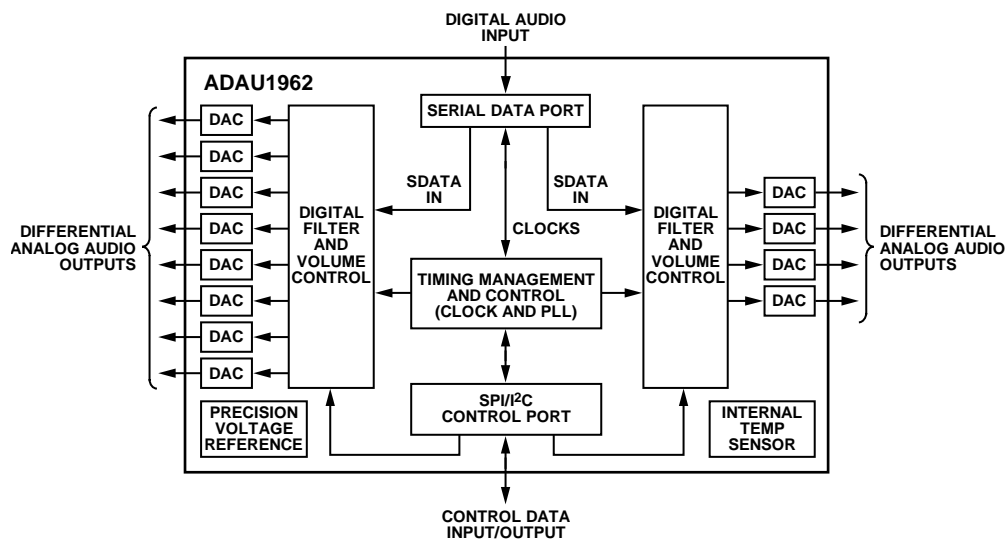 DIGITAL AUDIO
INPUT
ADAU1962
SERIAL DATA PORT
DAC
DAC
DAC
DAC
DAC
DAC
DAC
DAC
DIFFERENTIAL
ANALOG AUDIO
OUTPUTS
DIGITAL
FILTER
AND
VOLUME
CONTROL
SDATA
IN
CLOCKS
SDATA
IN
TIMING MANAGEMENT
AND CONTROL
(CLOCK AND PLL)
DIGITAL
FILTER
AND
VOLUME
CONTROL
DAC
DAC
DAC
DAC
DIFFERENTIAL
ANALOG AUDIO
OUTPUTS
PRECISION
VOLTAGE
REFERENCE
SPI/I²C
CONTROL PORT
INTERNAL
TEMP
SENSOR
CONTROL DATA
INPUT/OUTPUT